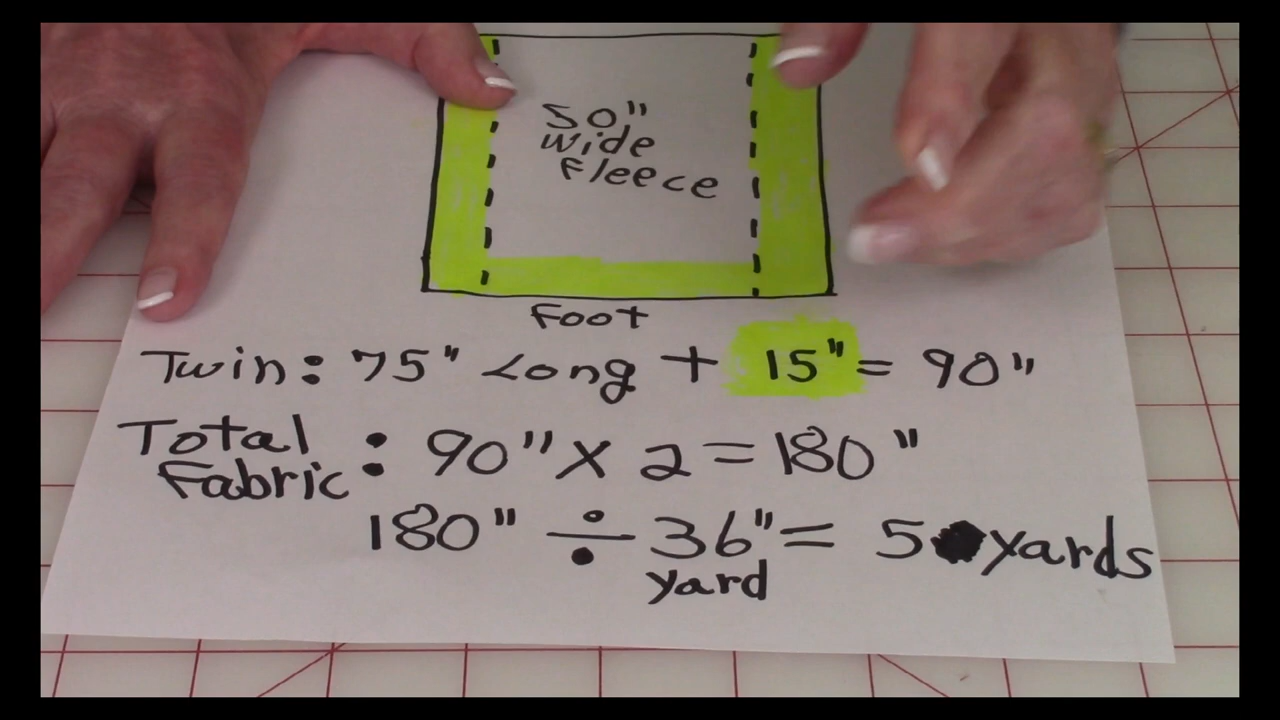 50"
wide
fleece
Foot
Twin: 75" Long + 15" = 90"
Total
Fabric : 90" X 2 = 180"
180" ÷ 36" = 5 yards
yard